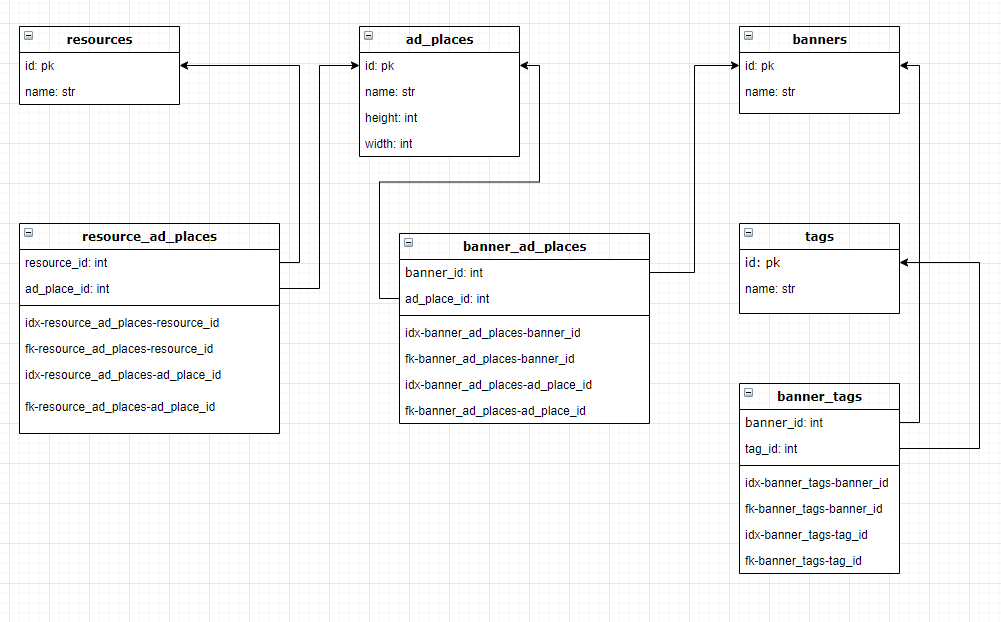 resources
id: pk
name: str
ad_places
id: pk
name: str
height: int
width: int
banners
id: pk
name: str
resource_ad_places
resource_id: int
ad_place_id: int
idx-resource_ad_places-resource_id
fk-resource_ad_places-resource_id
idx-resource_ad_places-ad_place_id
fk-resource_ad_places-ad_place_id
banner_ad_places
banner_id: int
ad_place_id: int
idx-banner_ad_places-banner_id
fk-banner_ad_places-banner_id
idx-banner_ad_places-ad_place_id
fk-banner_ad_places-ad_place_id
tags
id: pk
name: str
banner_tags
banner_id: int
tag_id: int
idx-banner_tags-banner_id
fk-banner_tags-banner_id
idx-banner_tags-tag_id
fk-banner_tags-tag_id